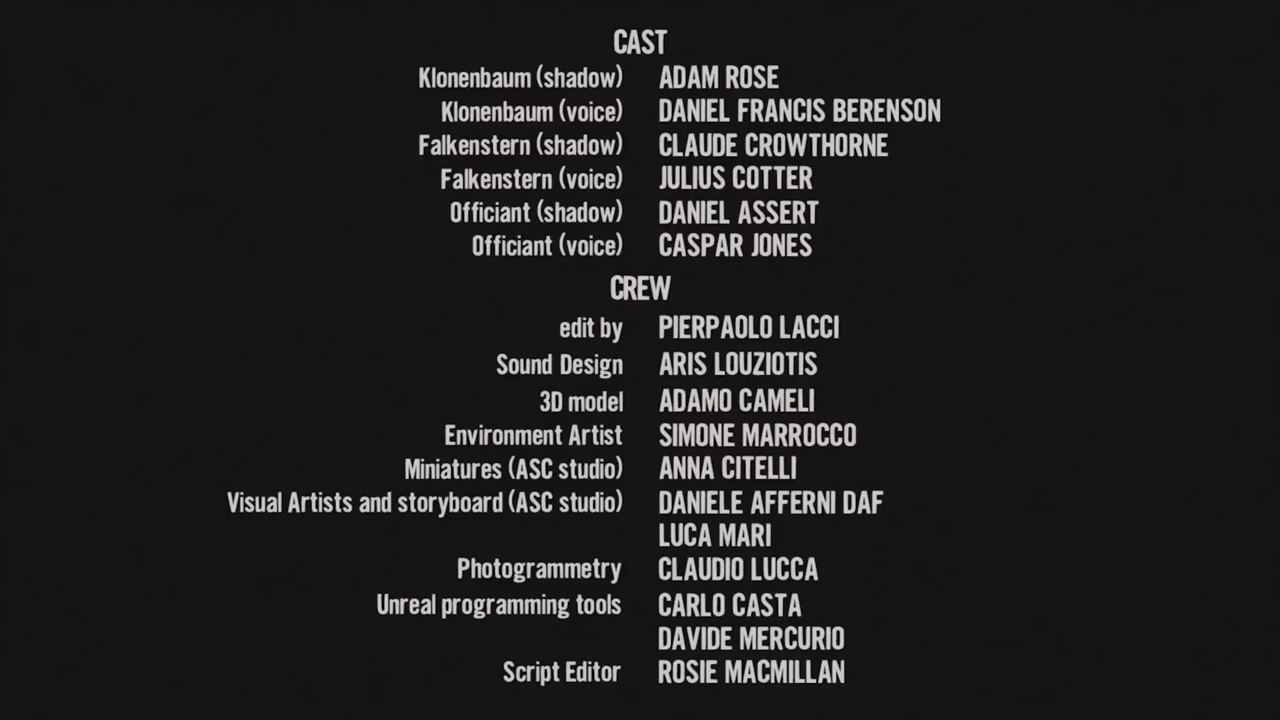 CAST
Klonenbaum (shadow) ADAM ROSE
Klonenbaum (voice) DANIEL FRANCIS BERENSON
Falkenstern (shadow) CLAUDE CROWTHORNE
Falkenstern (voice) JULIUS COTTER
Officiant (shadow) DANIEL ASSERT
Officiant (voice) CASPAR JONES
CREW
edit by PIERPAOLO LACCI
Sound Design ARIS LOUZIOTIS
3D model ADAMO CAMELI
Environment Artist SIMONE MARROCCO
Miniatures (ASC studio) ANNA CITELLI
Visual Artists and storyboard (ASC studio) DANIELE AFFERNI DAF
LUCA MARI
Photogrammetry CLAUDIO LUCCA
Unreal programming tools CARLO CASTA
DAVIDE MERCURIO
Script Editor ROSIE MACMILLAN